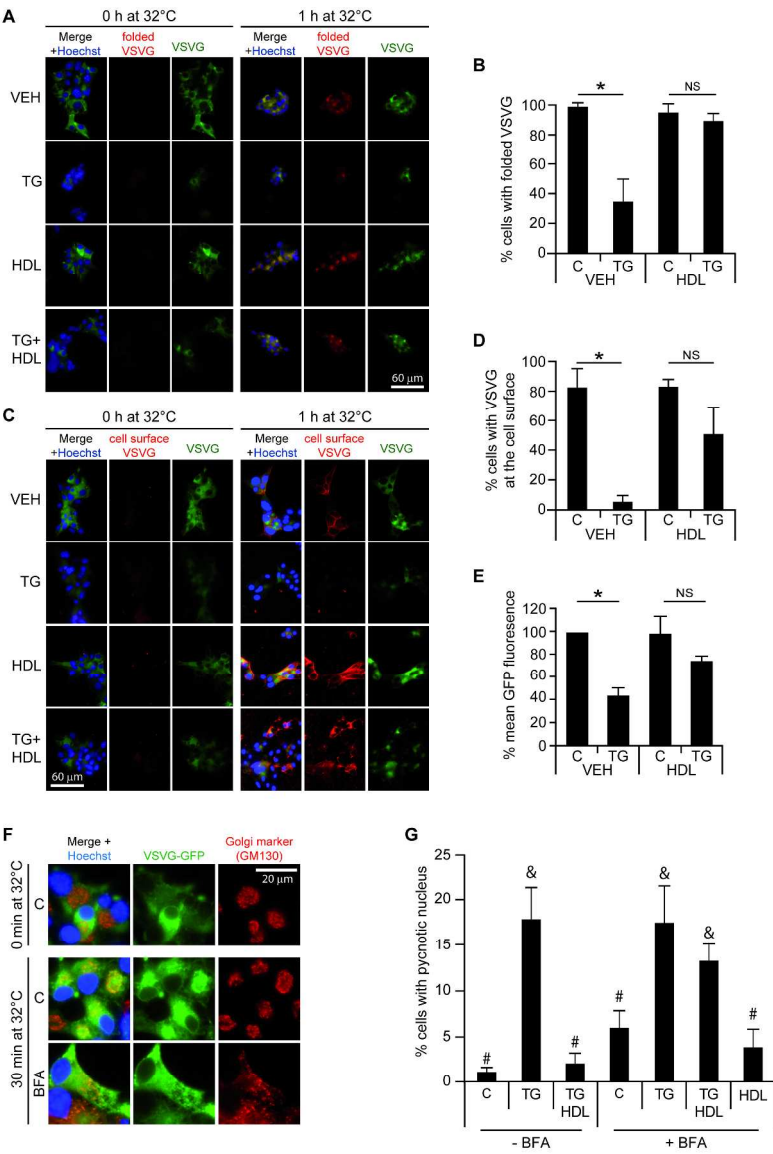 A
0 h at 32°C
1 h at 32°C
Merge folded VSVG
+Hoechst VSVG
Merge folded VSVG
+Hoechst VSVG
VEH
TG
HDL
TG+
HDL
60 µm
B
% cells with folded VSVG
100
80
60
40
20
0
*
NS
C TG C TG
VEH HDL
C
0 h at 32°C
1 h at 32°C
Merge cell surface VSVG
+Hoechst VSVG
Merge cell surface VSVG
+Hoechst VSVG
VEH
TG
HDL
TG+
HDL
60 µm
D
% cells with VSVG
at the cell surface
100
80
60
40
20
0
*
NS
C TG C TG
VEH HDL
E
% mean GFP fluoresence
120
100
80
60
40
20
0
*
NS
C TG C TG
VEH HDL
F
Merge + Golgi marker
Hoechst VSVG-GFP (GM130)
20 µm
0 min at 32°C
C
30 min at 32°C
C
BFA
G
% cells with pycnotic nucleus
25
20
15
10
5
0
# & # # & & #
C TG TG C TG TG HDL
HDL HDL
- BFA + BFA